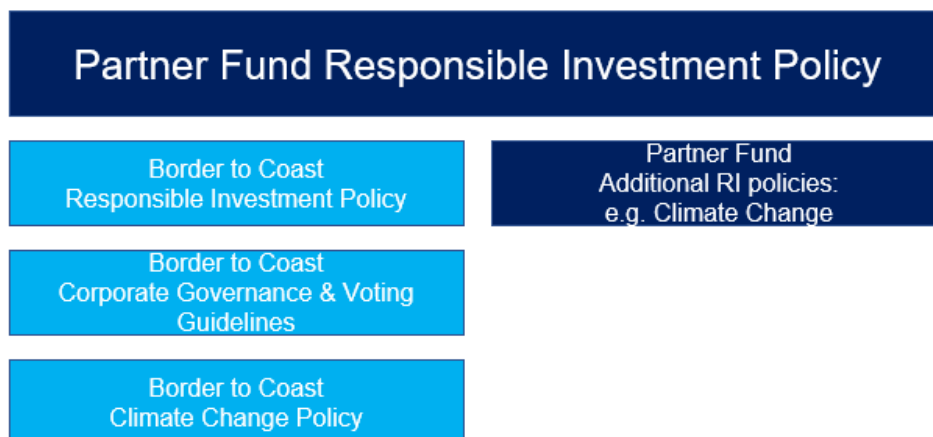 Partner Fund Responsible Investment Policy
Border to Coast
Responsible Investment Policy
Partner Fund
Additional RI policies:
e.g. Climate Change
Border to Coast
Corporate Governance & Voting
Guidelines
Border to Coast
Climate Change Policy